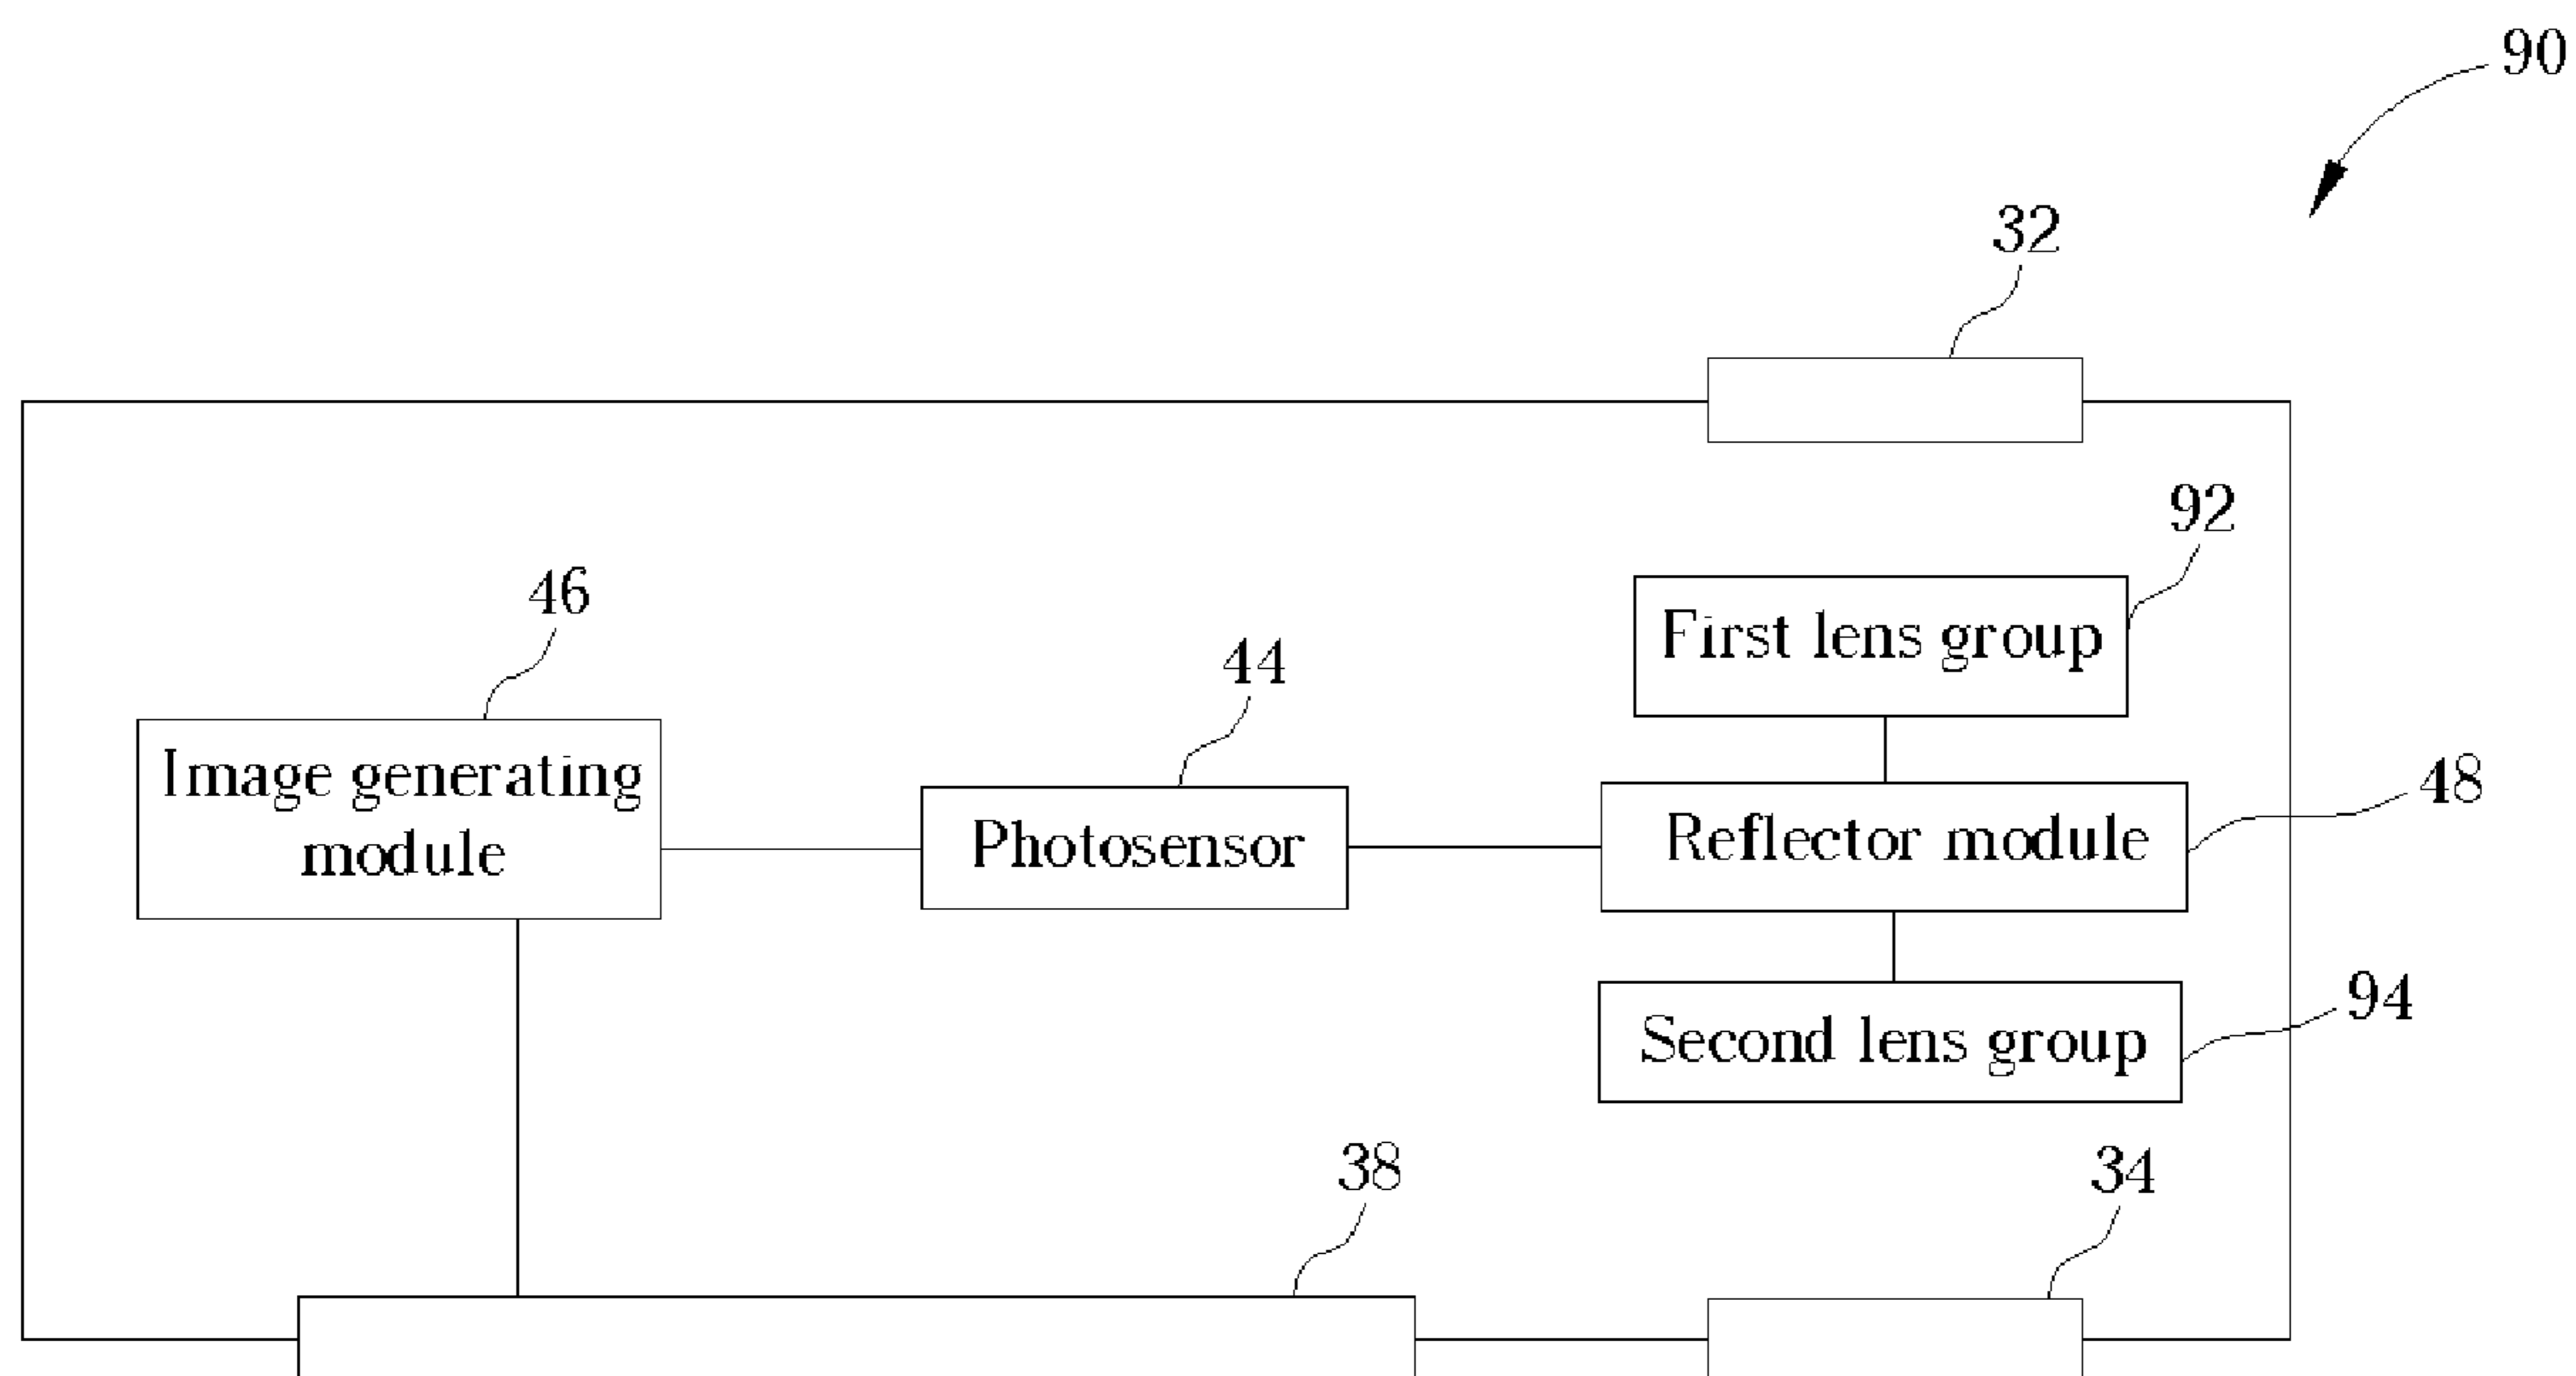 90
32
92
First lens group
46
44
Image generating
module
Photosensor
Reflector module
48
Second lens group
94
38
34